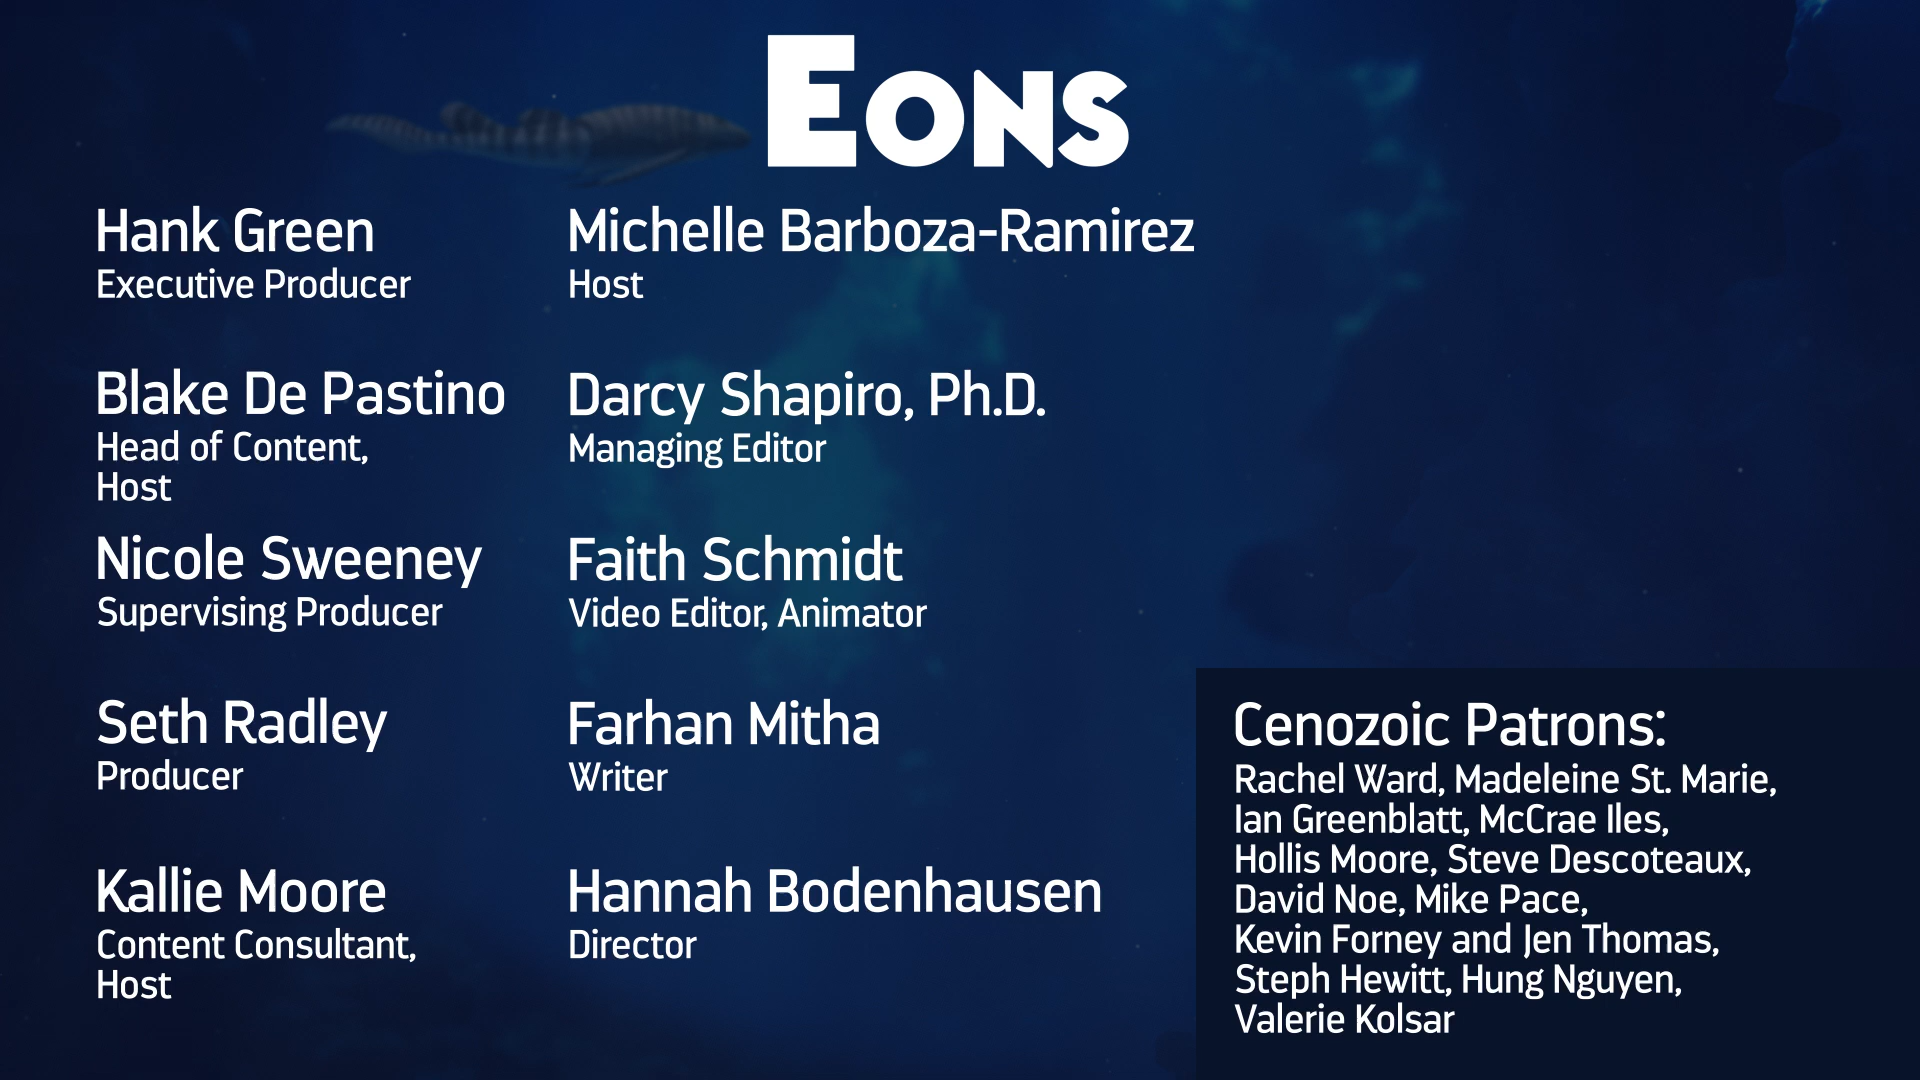 Eons
Hank Green
Executive Producer
Michelle Barboza-Ramirez
Host
Blake De Pastino
Head of Content,
Host
Darcy Shapiro, Ph.D.
Managing Editor
Nicole Sweeney
Supervising Producer
Faith Schmidt
Video Editor, Animator
Seth Radley
Producer
Farhan Mitha
Writer
Kallie Moore
Content Consultant,
Host
Hannah Bodenhausen
Director
Cenozoic Patrons:
Rachel Ward, Madeleine St. Marie,
Ian Greenblatt, McCrae Iles,
Hollis Moore, Steve Descoteaux,
David Noe, Mike Pace,
Kevin Forney and Jen Thomas,
Steph Hewitt, Hung Nguyen,
Valerie Kolsar